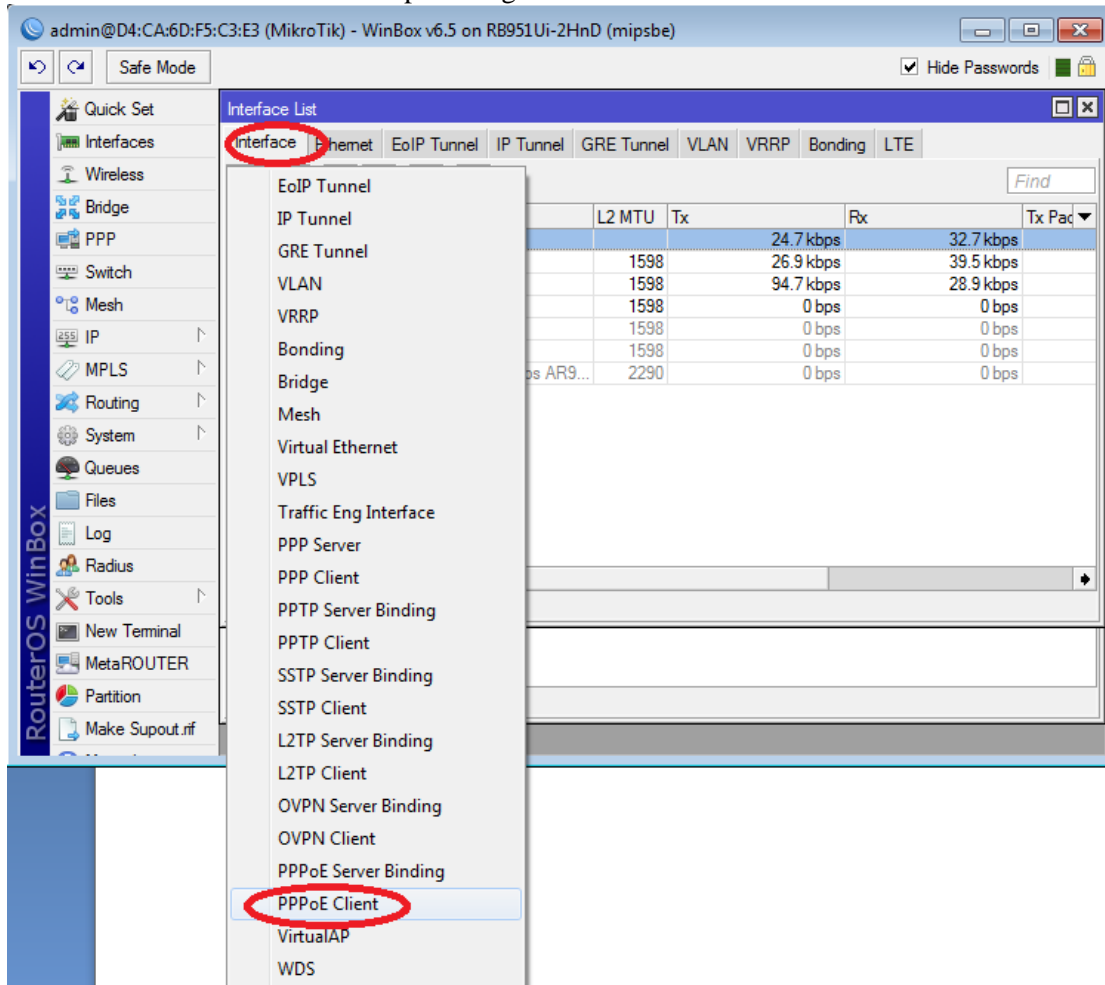 admin@D4:CA:6D:F5:C3:E3 (MikroTik) - WinBox v6.5 on RB951Ui-2HnD (mipsbe)
Safe Mode
Hide Passwords
RouterOS WinBox
Quick Set
Interfaces
Wireless
Bridge
PPP
Switch
Mesh
IP
MPLS
Routing
System
Queues
Files
Log
Radius
Tools
New Terminal
MetaROUTER
Partition
Make Supout.rif
Interface List
Interface Ethernet EoIP Tunnel IP Tunnel GRE Tunnel VLAN VRRP Bonding LTE
Find
L2 MTU Tx Rx Tx Pac
24.7 kbps 32.7 kbps
1598 26.9 kbps 39.5 kbps
1598 94.7 kbps 28.9 kbps
1598 0 bps 0 bps
1598 0 bps 0 bps
1598 0 bps 0 bps
os AR9... 2290 0 bps 0 bps
EoIP Tunnel
IP Tunnel
GRE Tunnel
VLAN
VRRP
Bonding
Bridge
Mesh
Virtual Ethernet
VPLS
Traffic Eng Interface
PPP Server
PPP Client
PPTP Server Binding
PPTP Client
SSTP Server Binding
SSTP Client
L2TP Server Binding
L2TP Client
OVPN Server Binding
OVPN Client
PPPoE Server Binding
PPPoE Client
VirtualAP
WDS